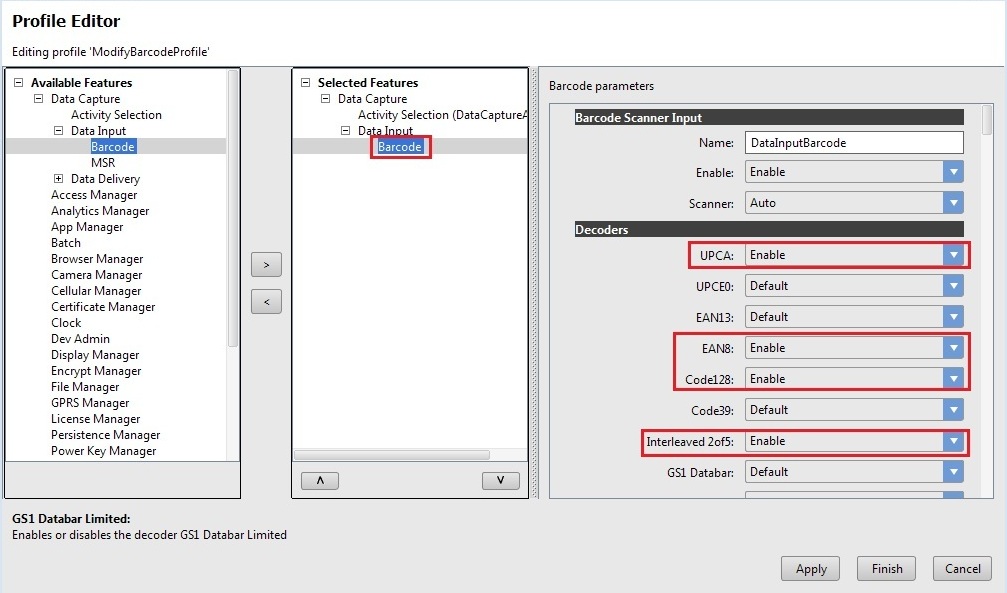 Profile Editor
Editing profile 'ModifyBarcodeProfile'
Available Features
Data Capture
Activity Selection
Data Input
Barcode
MSR
Data Delivery
Access Manager
Analytics Manager
App Manager
Batch
Browser Manager
Camera Manager
Cellular Manager
Certificate Manager
Clock
Dev Admin
Display Manager
Encrypt Manager
File Manager
GPRS Manager
License Manager
Persistence Manager
Power Key Manager
>
<
Selected Features
Data Capture
Activity Selection (DataCaptureA
Data Input
Barcode
Λ
V
Barcode parameters
Barcode Scanner Input
Name: DataInputBarcode
Enable: Enable
Scanner: Auto
Decoders
UPCA: Enable
UPCE0: Default
EAN13: Default
EAN8: Enable
Code128: Enable
Code39: Default
Interleaved 2of5: Enable
GS1 Databar: Default
GS1 Databar Limited:
Enables or disables the decoder GS1 Databar Limited
Apply Finish Cancel